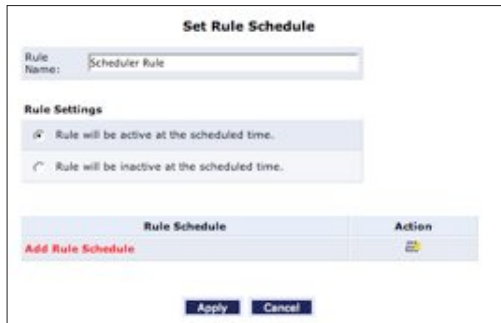 Set Rule Schedule
Rule Name:
Scheduler Rule
Rule Settings
Rule will be active at the scheduled time.
Rule will be inactive at the scheduled time.
Rule Schedule Action
Add Rule Schedule
Apply Cancel